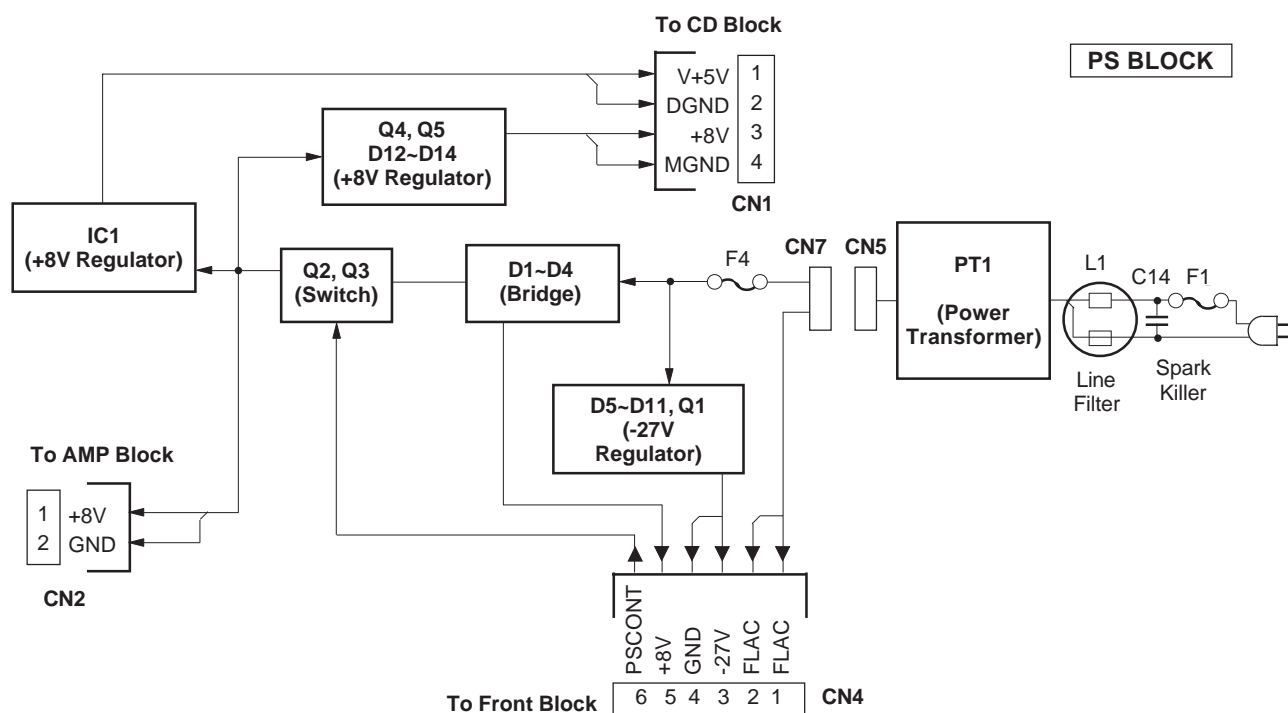 To CD Block
PS BLOCK
V+5V 1
DGND 2
+8V 3
MGND 4
CN1
Q4, Q5
D12~D14
(+8V Regulator)
IC1
(+8V Regulator)
Q2, Q3
(Switch)
D1~D4
(Bridge)
F4
CN7
CN5
PT1
(Power
Transformer)
L1
C14
F1
Line
Filter
Spark
Killer
D5~D11, Q1
(-27V
Regulator)
To AMP Block
1 +8V
2 GND
CN2
PSCONT
+8V
GND
-27V
FLAC
FLAC
To Front Block
6 5 4 3 2 1
CN4